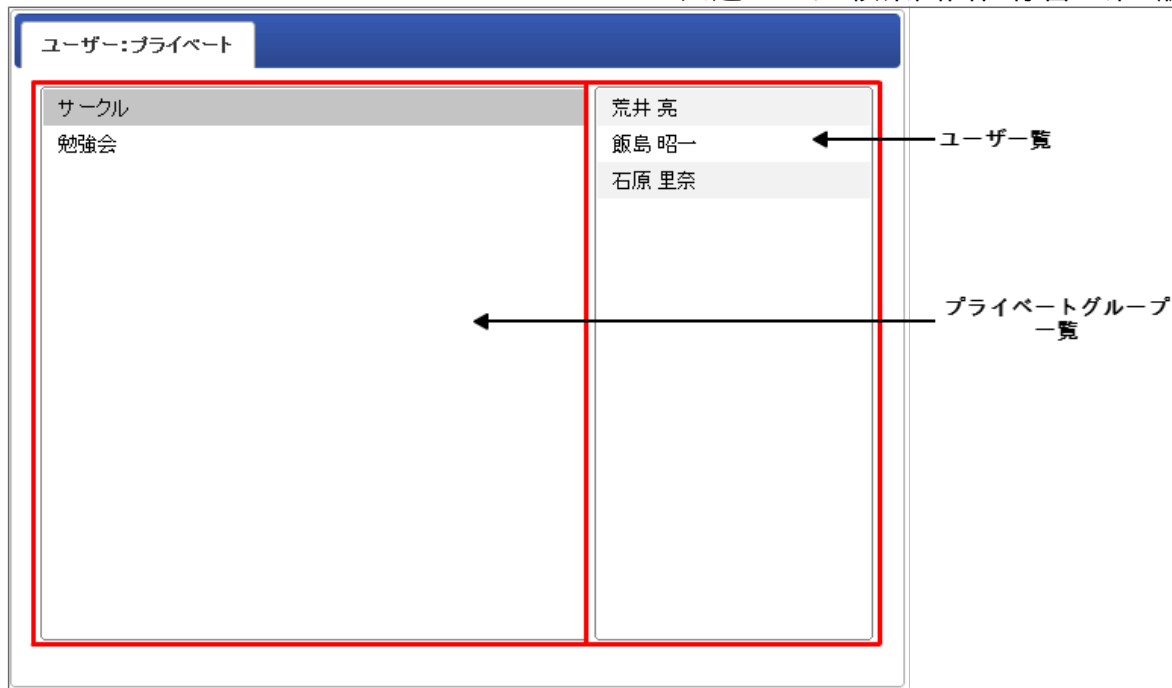 ユーザー:プライベート
サークル
勉強会
荒井 亮
飯島 昭一
石原 里奈
ユーザ一覧
プライベートグループ
一覧